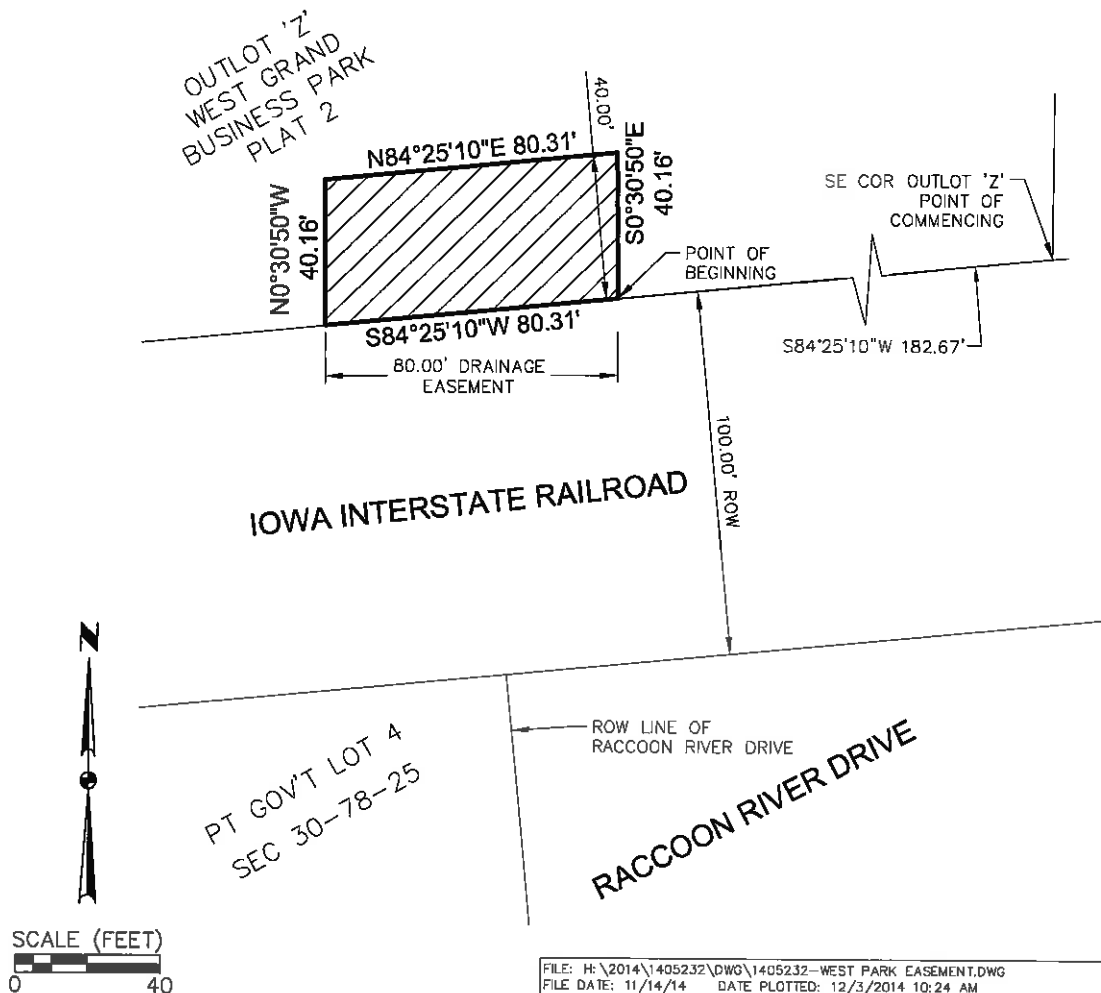 OUTLOT 'Z'
WEST GRAND
BUSINESS PARK
PLAT 2
N84°25'10"E 80.31'
40.00'
S0°30'50"E
40.16'
N0°30'50"W
40.16'
SE COR OUTLOT 'Z'
POINT OF
COMMENCING
POINT OF
BEGINNING
S84°25'10"W 80.31'
S84°25'10"W 182.67'
80.00' DRAINAGE
EASEMENT
100.00' ROW
IOWA INTERSTATE RAILROAD
N
ROW LINE OF
RACCOON RIVER DRIVE
PT GOV'T LOT 4
SEC 30-78-25
RACCOON RIVER DRIVE
SCALE (FEET)
0 40
FILE: H:\2014\1405232\DWG\1405232-WEST PARK EASEMENT.DWG
FILE DATE: 11/14/14 DATE PLOTTED: 12/3/2014 10:24 AM